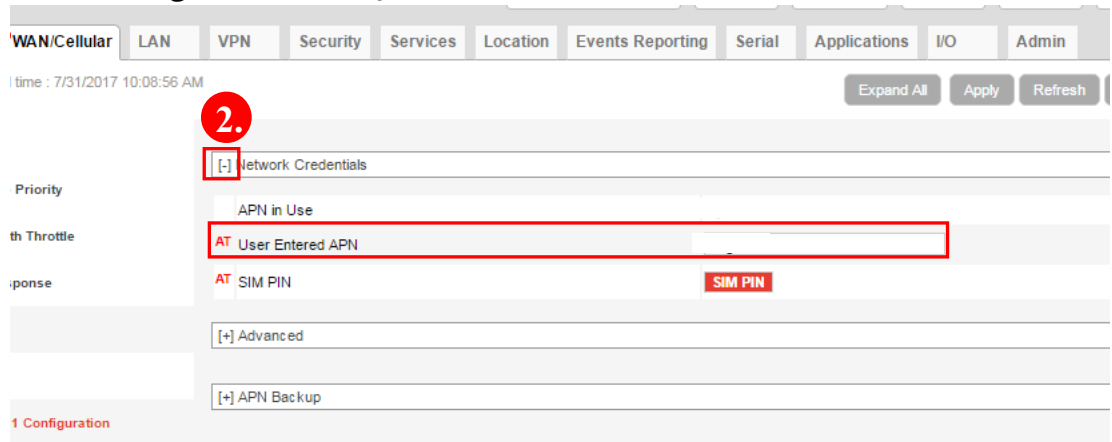 WAN/Cellular LAN VPN Security Services Location Events Reporting Serial Applications I/O Admin
time : 7/31/2017 10:08:56 AM
Expand All Apply Refresh
2.
[-] Network Credentials
Priority
APN in Use
th Throttle
AT User Entered APN
ponse
AT SIM PIN SIM PIN
[+] Advanced
[+] APN Backup
1 Configuration